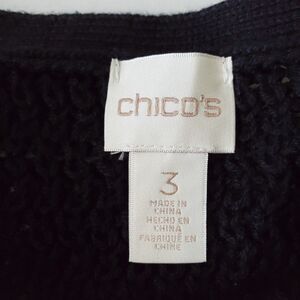 chico's
3
MADE IN
CHINA
HECHO EN
CHINA
FABRIQUÉ EN
CHINE